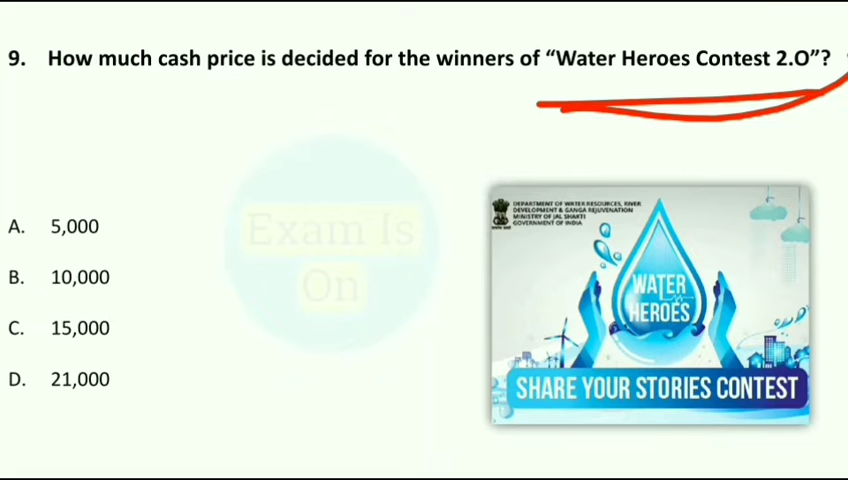 9. How much cash price is decided for the winners of “Water Heroes Contest 2.O”?
Exam Is
On
A. 5,000
B. 10,000
C. 15,000
D. 21,000
DEPARTMENT OF WATER RESOURCES, RIVER
DEVELOPMENT & GANGA REJUVENATION
MINISTRY OF JAL SHAKTI
GOVERNMENT OF INDIA
WATER
HEROES
SHARE YOUR STORIES CONTEST